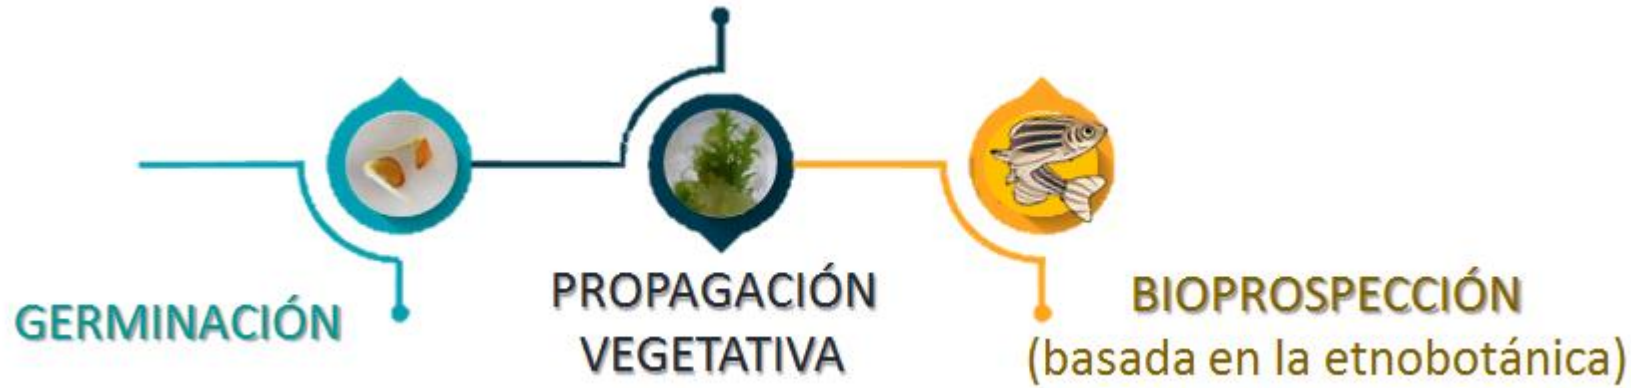 GERMINACIÓN
PROPAGACIÓN
VEGETATIVA
BIOPROSPECCIÓN
(basada en la etnobotánica)